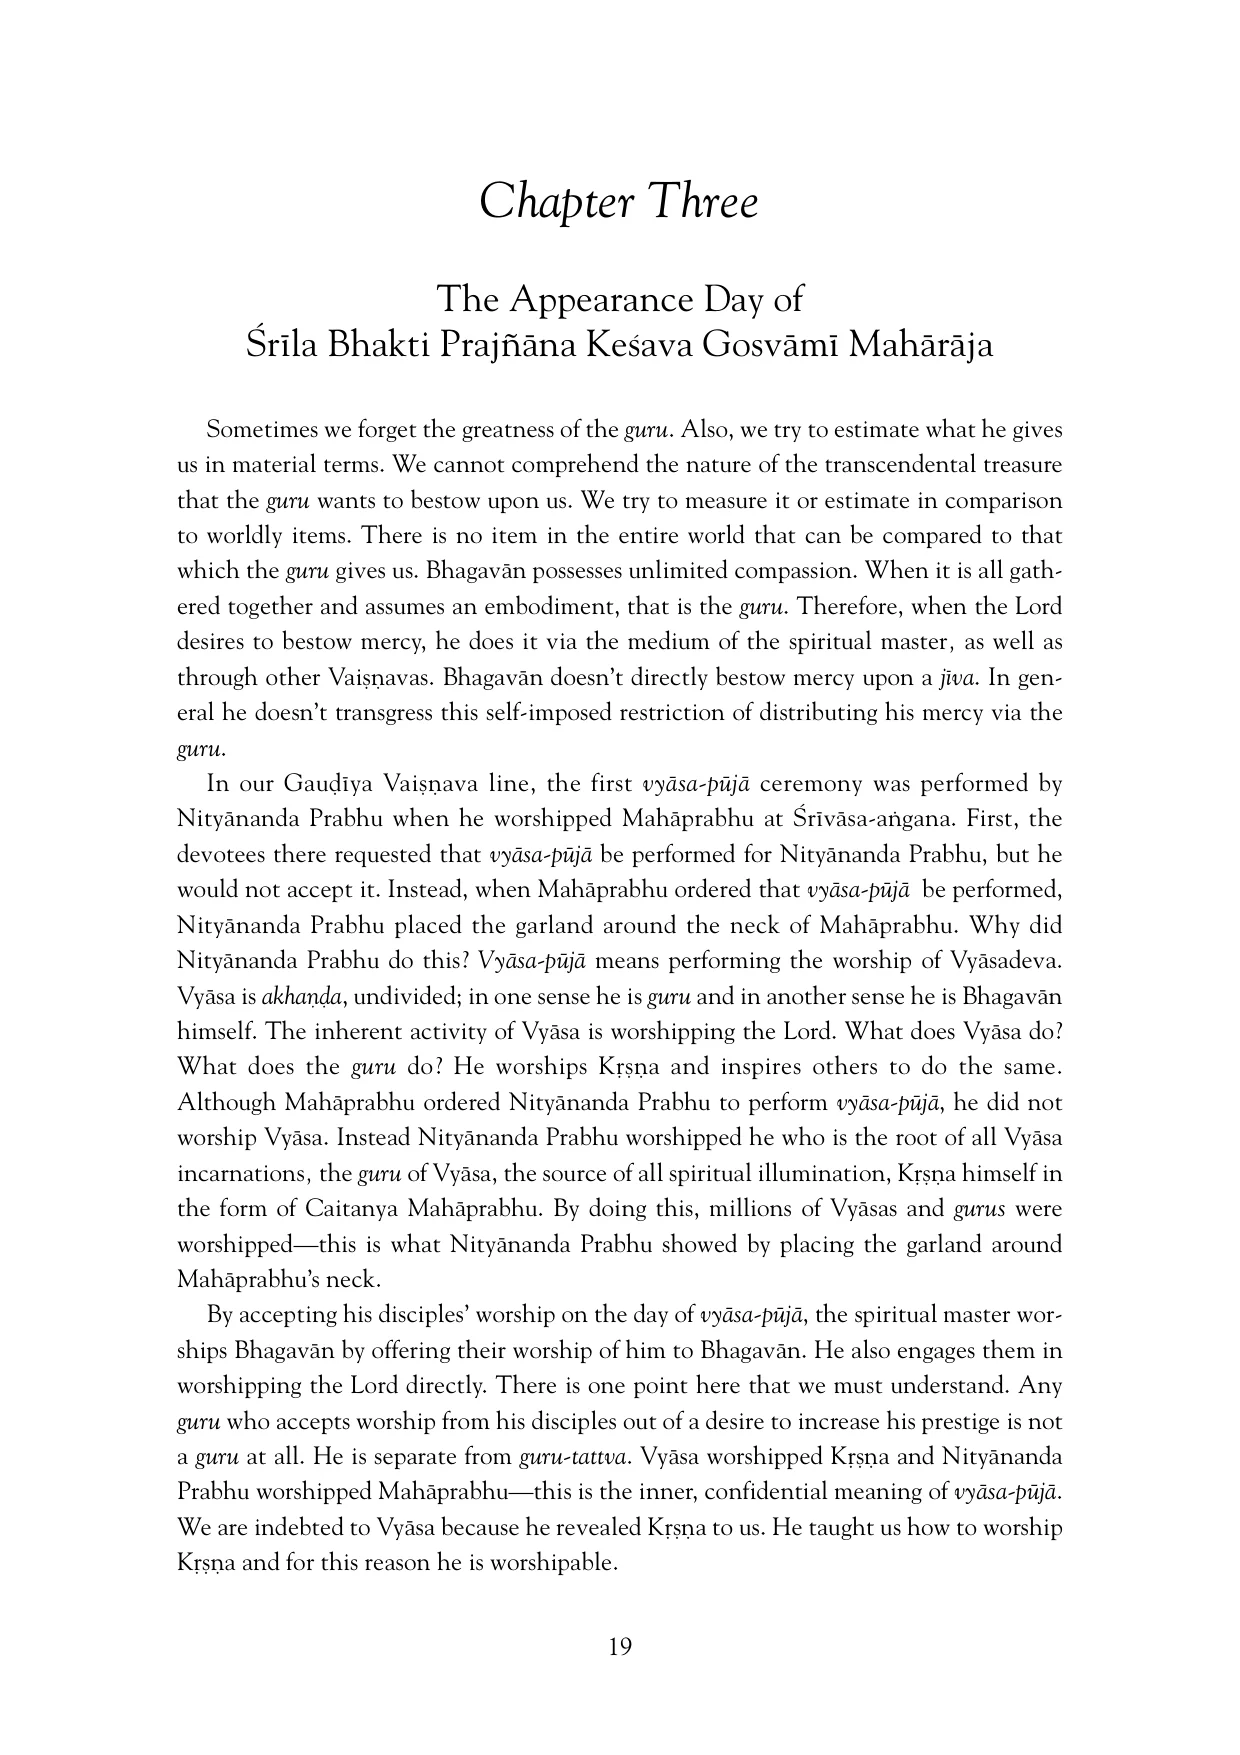 Chapter Three
The Appearance Day of
Śrīla Bhakti Prajñāna Keśava Gosvāmī Mahārāja
Sometimes we forget the greatness of the guru. Also, we try to estimate what he gives
us in material terms. We cannot comprehend the nature of the transcendental treasure
that the guru wants to bestow upon us. We try to measure it or estimate in comparison
to worldly items. There is no item in the entire world that can be compared to that
which the guru gives us. Bhagavān possesses unlimited compassion. When it is all gath-
ered together and assumes an embodiment, that is the guru. Therefore, when the Lord
desires to bestow mercy, he does it via the medium of the spiritual master, as well as
through other Vaiṣṇavas. Bhagavān doesn’t directly bestow mercy upon a jīva. In gen-
eral he doesn’t transgress this self-imposed restriction of distributing his mercy via the
guru.
In our Gauḍīya Vaiṣṇava line, the first vyāsa-pūjā ceremony was performed by
Nityānanda Prabhu when he worshipped Mahāprabhu at Śrīvāsa-aṅgana. First, the
devotees there requested that vyāsa-pūjā be performed for Nityānanda Prabhu, but he
would not accept it. Instead, when Mahāprabhu ordered that vyāsa-pūjā be performed,
Nityānanda Prabhu placed the garland around the neck of Mahāprabhu. Why did
Nityānanda Prabhu do this? Vyāsa-pūjā means performing the worship of Vyāsadeva.
Vyāsa is akhaṇḍa, undivided; in one sense he is guru and in another sense he is Bhagavān
himself. The inherent activity of Vyāsa is worshipping the Lord. What does Vyāsa do?
What does the guru do? He worships Kṛṣṇa and inspires others to do the same.
Although Mahāprabhu ordered Nityānanda Prabhu to perform vyāsa-pūjā, he did not
worship Vyāsa. Instead Nityānanda Prabhu worshipped he who is the root of all Vyāsa
incarnations, the guru of Vyāsa, the source of all spiritual illumination, Kṛṣṇa himself in
the form of Caitanya Mahāprabhu. By doing this, millions of Vyāsas and gurus were
worshipped—this is what Nityānanda Prabhu showed by placing the garland around
Mahāprabhu’s neck.
By accepting his disciples’ worship on the day of vyāsa-pūjā, the spiritual master wor-
ships Bhagavān by offering their worship of him to Bhagavān. He also engages them in
worshipping the Lord directly. There is one point here that we must understand. Any
guru who accepts worship from his disciples out of a desire to increase his prestige is not
a guru at all. He is separate from guru-tattva. Vyāsa worshipped Kṛṣṇa and Nityānanda
Prabhu worshipped Mahāprabhu—this is the inner, confidential meaning of vyāsa-pūjā.
We are indebted to Vyāsa because he revealed Kṛṣṇa to us. He taught us how to worship
Kṛṣṇa and for this reason he is worshipable.
19